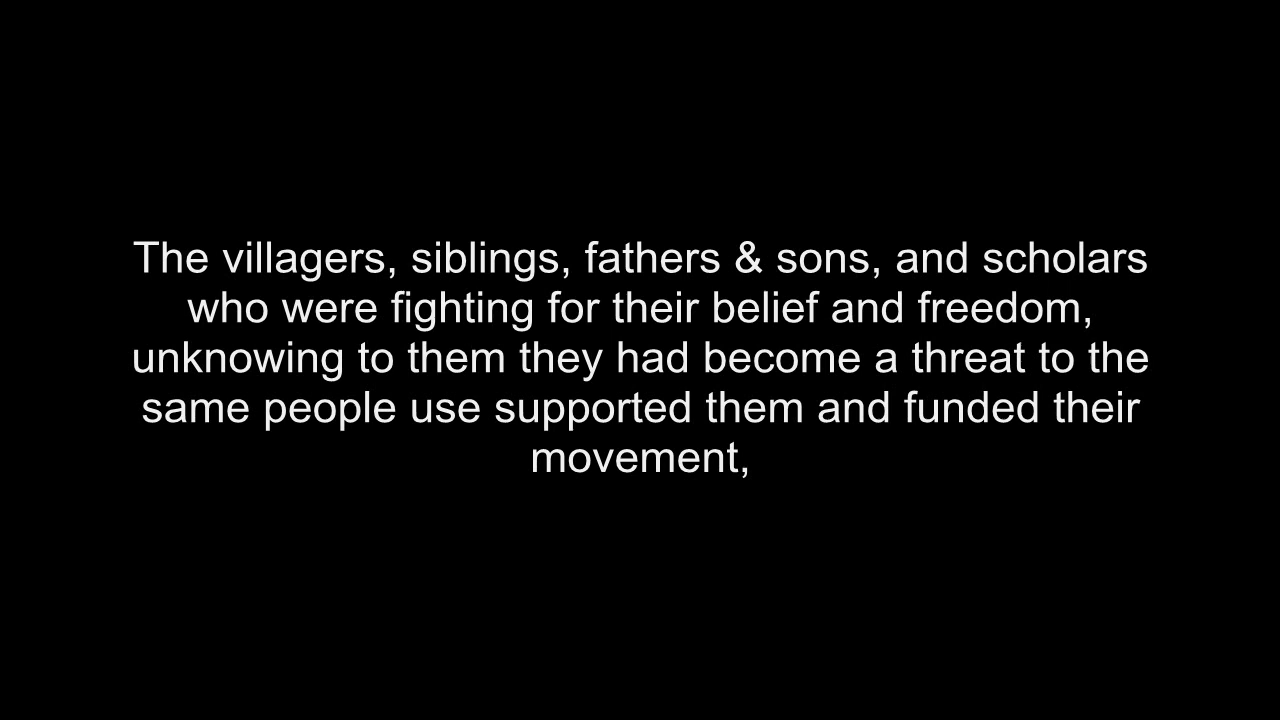 The villagers, siblings, fathers & sons, and scholars
who were fighting for their belief and freedom,
unknowing to them they had become a threat to the
same people use supported them and funded their
movement,